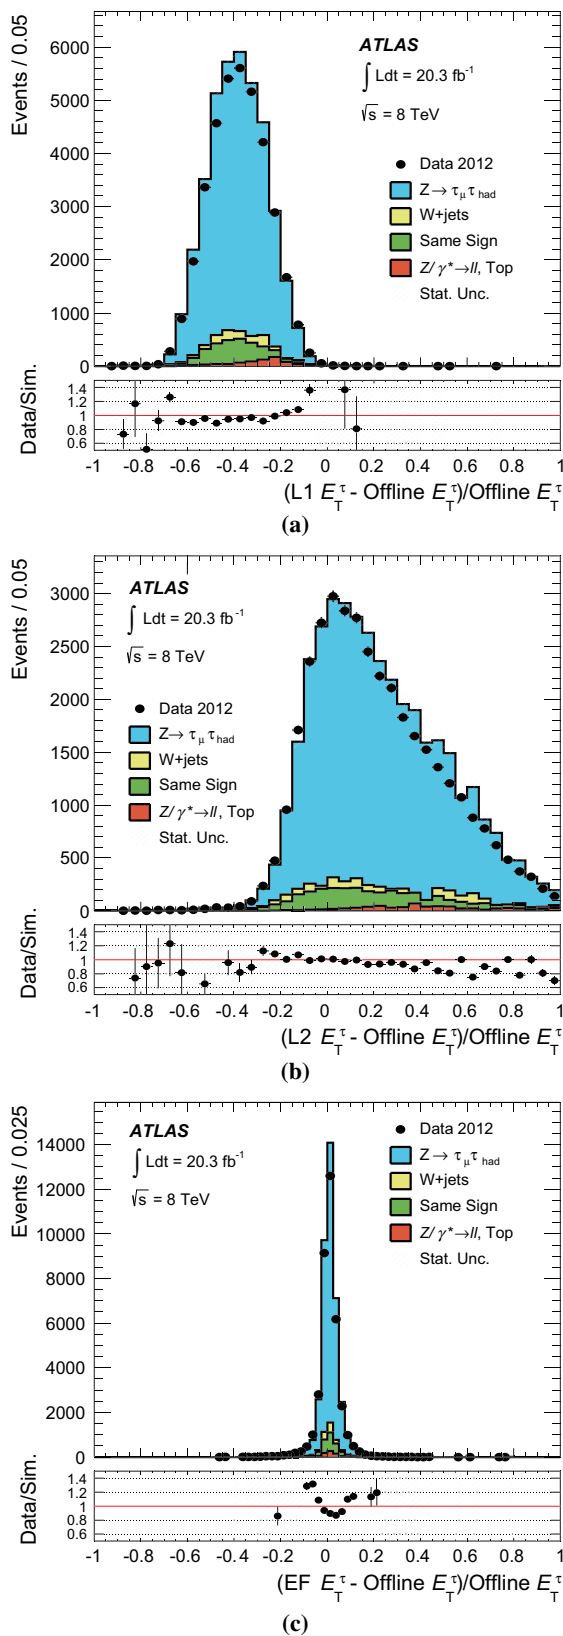 Events / 0.05
6000
5000
4000
3000
2000
1000
0
ATLAS
∫ Ldt = 20.3 fb⁻¹
√s = 8 TeV
Data 2012
Z→ τ_μ τ_had
W+jets
Same Sign
Z/γ*→ll, Top
Stat. Unc.
Data/Sim.
1.4
1.2
1
0.8
0.6
-1 -0.8 -0.6 -0.4 -0.2 0 0.2 0.4 0.6 0.8 1
(L1 E_T^τ - Offline E_T^τ)/Offline E_T^τ
(a)
Events / 0.05
3000
2500
2000
1500
1000
500
0
ATLAS
∫ Ldt = 20.3 fb⁻¹
√s = 8 TeV
Data 2012
Z→ τ_μ τ_had
W+jets
Same Sign
Z/γ*→ll, Top
Stat. Unc.
Data/Sim.
1.4
1.2
1
0.8
0.6
-1 -0.8 -0.6 -0.4 -0.2 0 0.2 0.4 0.6 0.8 1
(L2 E_T^τ - Offline E_T^τ)/Offline E_T^τ
(b)
Events / 0.025
14000
12000
10000
8000
6000
4000
2000
0
ATLAS
∫ Ldt = 20.3 fb⁻¹
√s = 8 TeV
Data 2012
Z→ τ_μ τ_had
W+jets
Same Sign
Z/γ*→ll, Top
Stat. Unc.
Data/Sim.
1.4
1.2
1
0.8
0.6
-1 -0.8 -0.6 -0.4 -0.2 0 0.2 0.4 0.6 0.8 1
(EF E_T^τ - Offline E_T^τ)/Offline E_T^τ
(c)